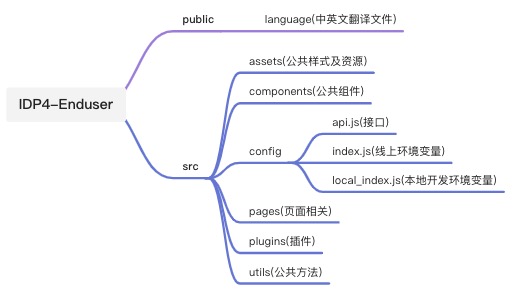 IDP4-Enduser
public
language(中英文翻译文件)
src
assets(公共样式及资源)
components(公共组件)
config
api.js(接口)
index.js(线上环境变量)
local_index.js(本地开发环境变量)
pages(页面相关)
plugins(插件)
utils(公共方法)